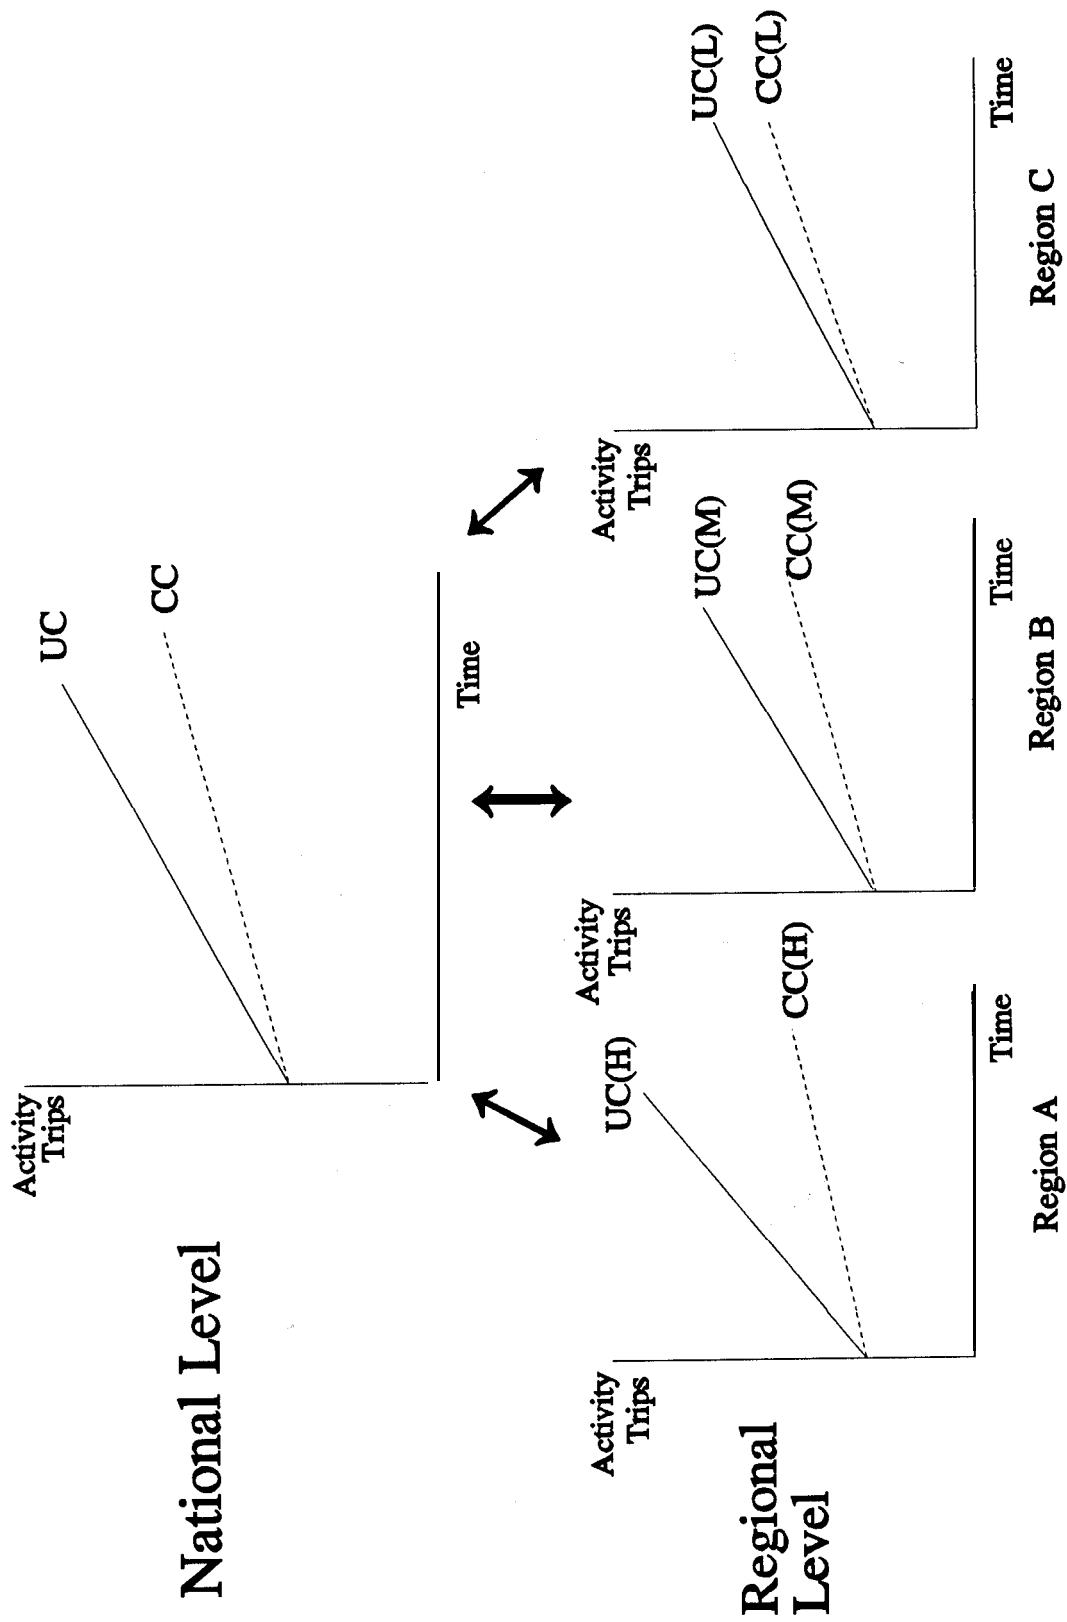 National Level
Activity
Trips
UC
CC
Time
Regional
Level
Activity
Trips
UC(H)
CC(H)
Time
Region A
Activity
Trips
UC(M)
CC(M)
Time
Region B
Activity
Trips
UC(L)
CC(L)
Time
Region C